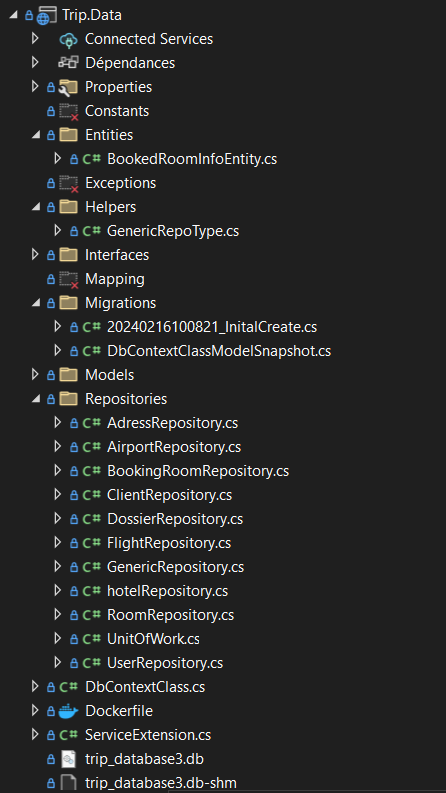 Trip.Data
Connected Services
Dépendances
Properties
Constants
Entities
C# BookedRoomInfoEntity.cs
Exceptions
Helpers
C# GenericRepoType.cs
Interfaces
Mapping
Migrations
C# 20240216100821_InitalCreate.cs
C# DbContextClassModelSnapshot.cs
Models
Repositories
C# AdressRepository.cs
C# AirportRepository.cs
C# BookingRoomRepository.cs
C# ClientRepository.cs
C# DossierRepository.cs
C# FlightRepository.cs
C# GenericRepository.cs
C# hotelRepository.cs
C# RoomRepository.cs
C# UnitOfWork.cs
C# UserRepository.cs
C# DbContextClass.cs
Dockerfile
C# ServiceExtension.cs
trip_database3.db
trip_database3.db-shm